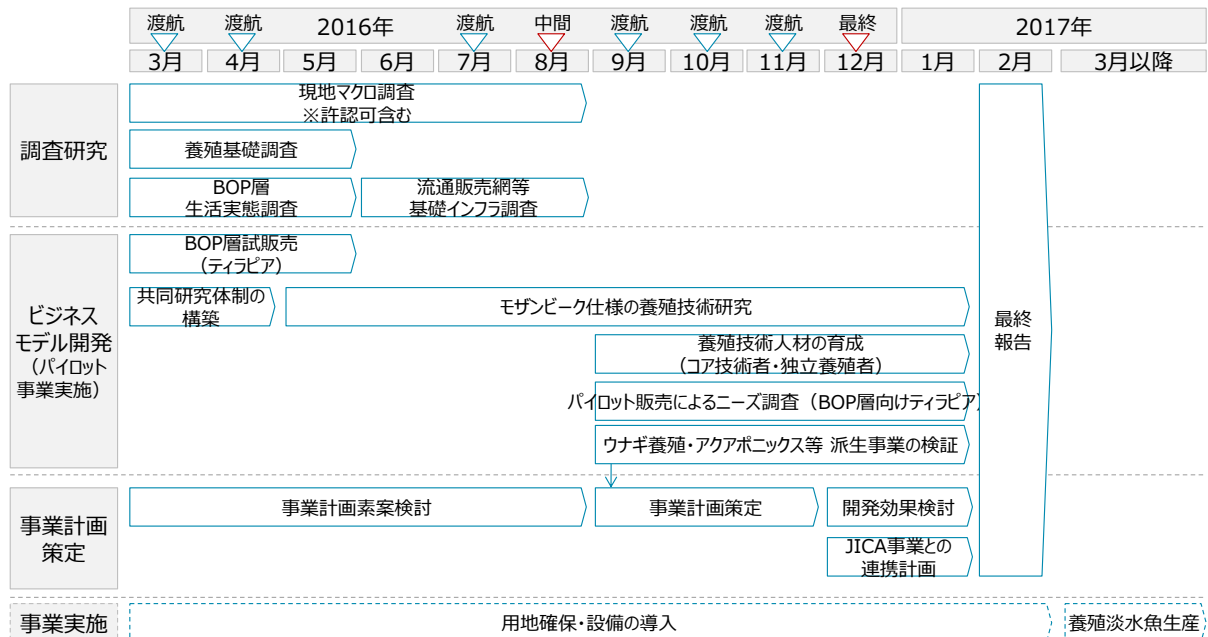 渡航
渡航
2016年
渡航
中間
渡航
渡航
渡航
最終
2017年
3月
4月
5月
6月
7月
8月
9月
10月
11月
12月
1月
2月
3月以降
調査研究
現地マクロ調査
※許認可含む
養殖基礎調査
BOP層
生活実態調査
流通販売網等
基礎インフラ調査
ビジネス
モデル開発
（パイロット
事業実施）
BOP層試販売
（ティラピア）
共同研究体制の
構築
モザンビーク仕様の養殖技術研究
養殖技術人材の育成
（コア技術者・独立養殖者）
パイロット販売によるニーズ調査（BOP層向けティラピア）
ウナギ養殖・アクアポニックス等 派生事業の検証
最終
報告
事業計画
策定
事業計画素案検討
事業計画策定
開発効果検討
JICA事業との
連携計画
事業実施
用地確保・設備の導入
養殖淡水魚生産